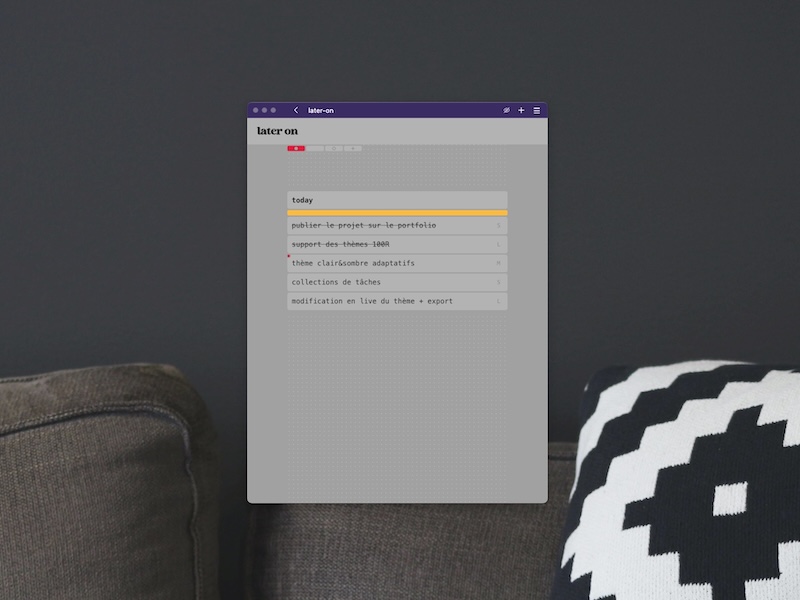 later-on
later on
today
publier le projet sur le portfolio
S
support des thèmes 100R
L
thème clair&sombre adaptatifs
M
collections de tâches
modification en live du thème + export
L